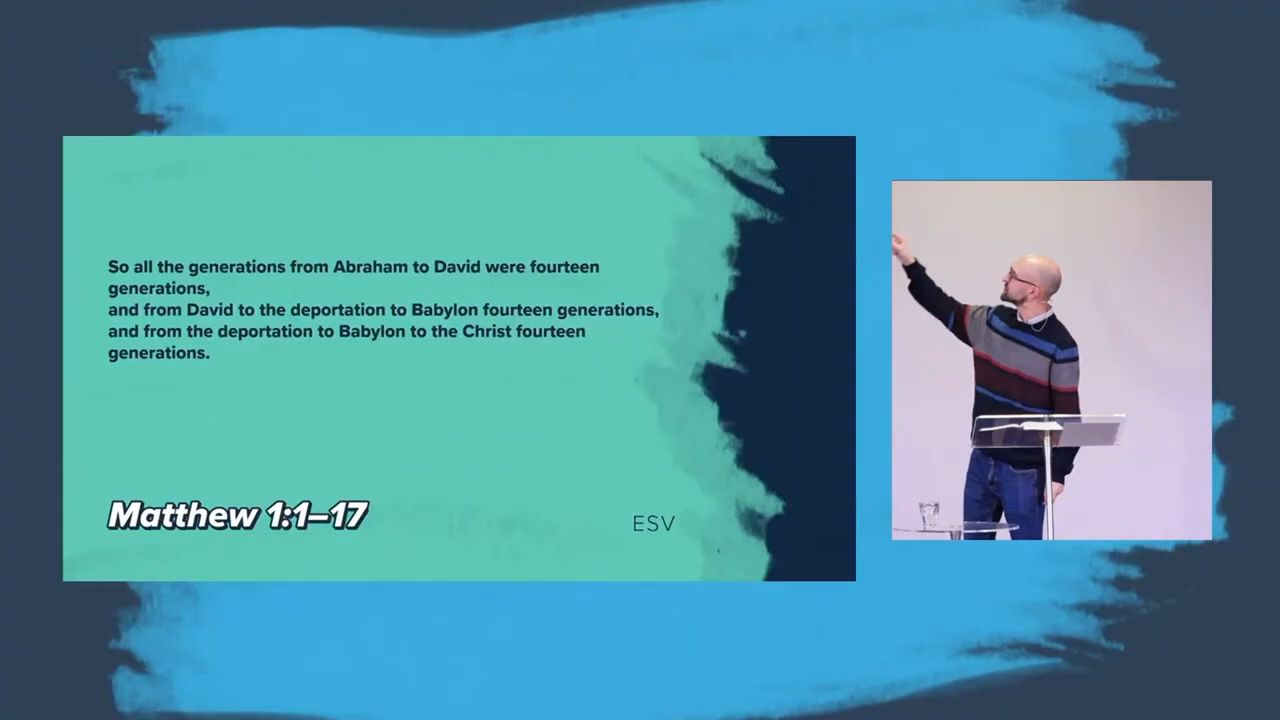 So all the generations from Abraham to David were fourteen
generations,
and from David to the deportation to Babylon fourteen generations,
and from the deportation to Babylon to the Christ fourteen
generations.
Matthew 1:1–17
ESV